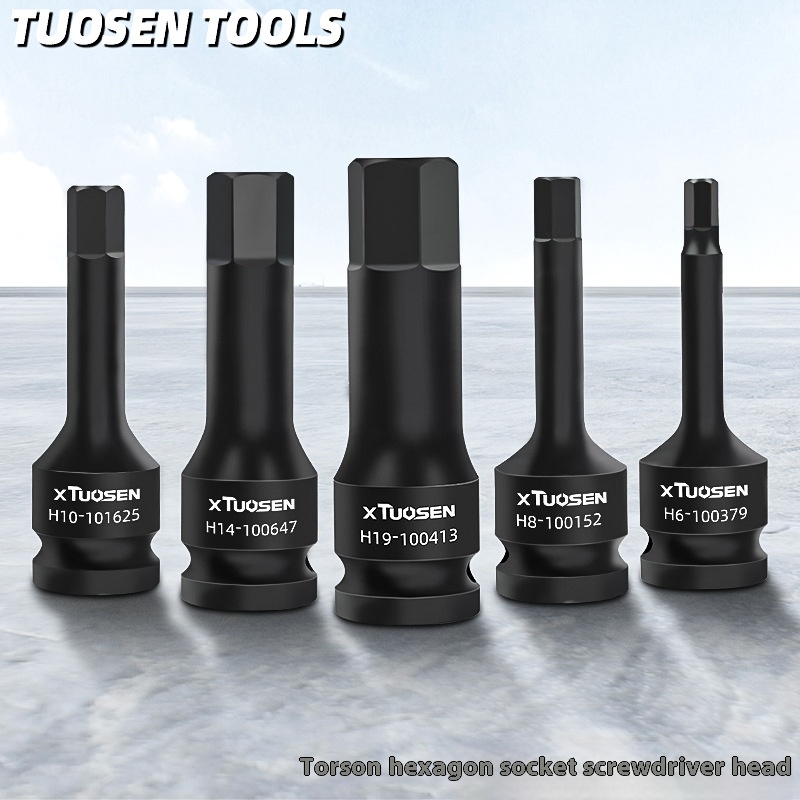 TUOSEN TOOLS
XTUOSEN
H10-101625
XTUOSEN
H14-100647
XTUOSEN
H19-100413
XTUOSEN
H8-100152
XTUOSEN
H6-100379
Torson hexagon socket screwdriver head